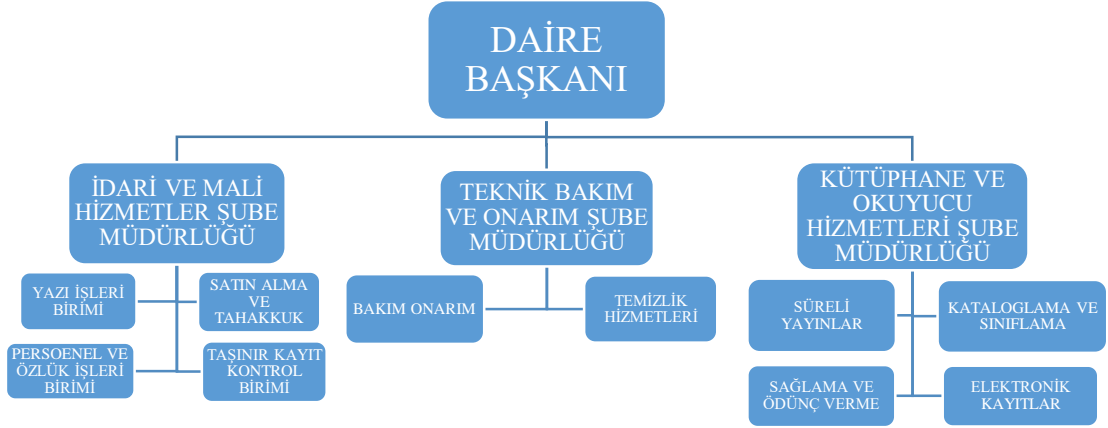 DAİRE
BAŞKANI
İDARİ VE MALİ
HİZMETLER ŞUBE
MÜDÜRLÜĞÜ
YAZI İŞLERİ
BİRİMİ
SATIN ALMA
VE
TAHAKKUK
PERSOENEL VE
ÖZLÜK İŞLERİ
BİRİMİ
TAŞINIR KAYIT
KONTROL
BİRİMİ
TEKNİK BAKIM
VE ONARIM ŞUBE
MÜDÜRLÜĞÜ
BAKIM ONARIM
TEMİZLİK
HİZMETLERİ
KÜTÜPHANE VE
OKUYUCU
HİZMETLERİ ŞUBE
MÜDÜRLÜĞÜ
SÜRELİ
YAYINLAR
KATALOGLAMA VE
SINIFLAMA
SAĞLAMA VE
ÖDÜNÇ VERME
ELEKTRONİK
KAYITLAR